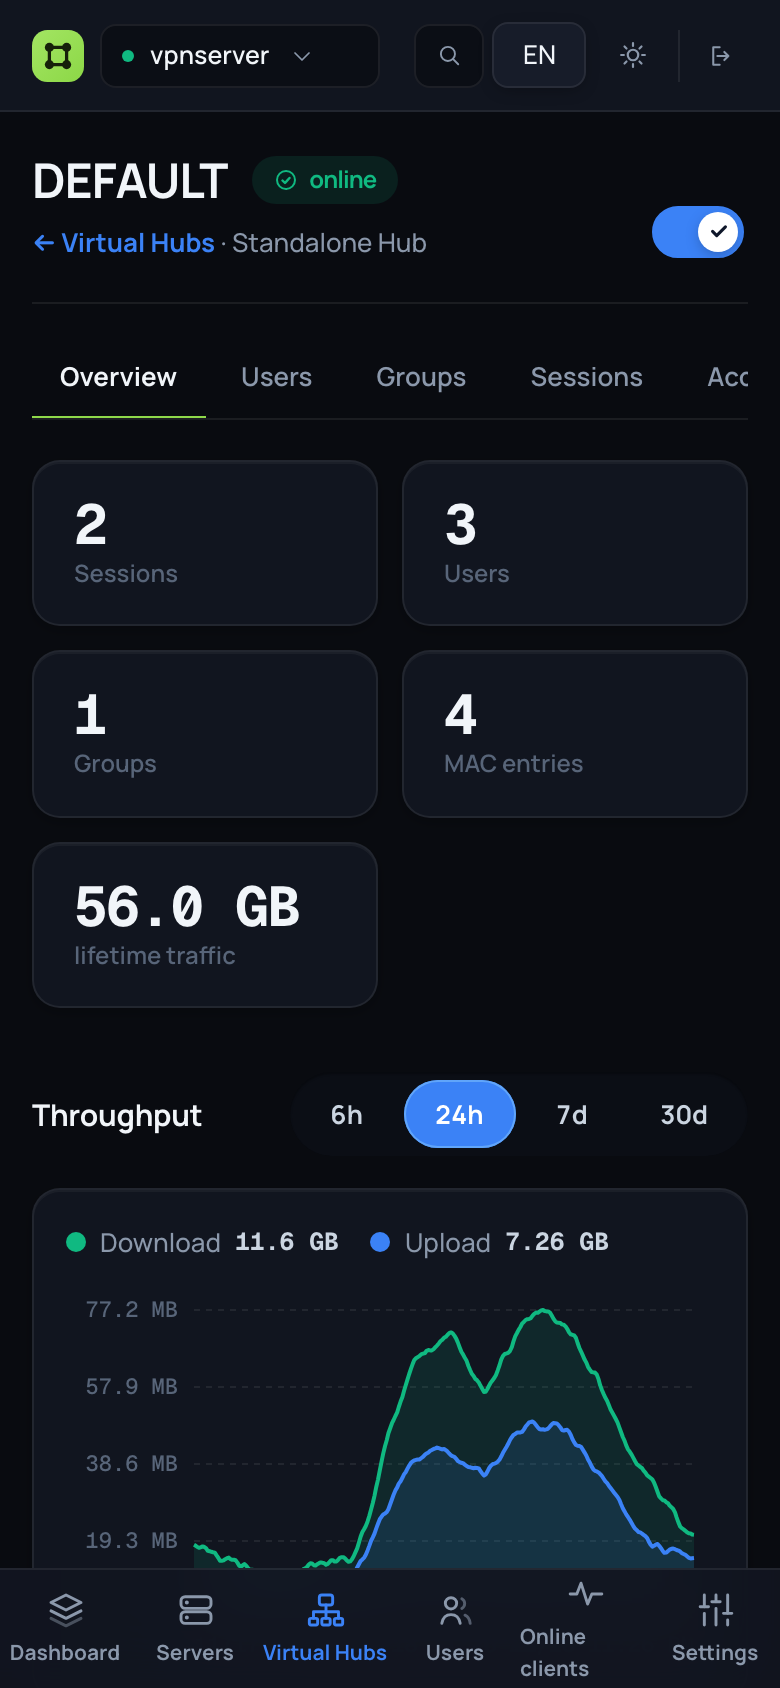 vpnserver
EN
DEFAULT
online
← Virtual Hubs · Standalone Hub
Overview
Users
Groups
Sessions
Acc
2
Sessions
3
Users
1
Groups
4
MAC entries
56.0 GB
lifetime traffic
Throughput
6h
24h
7d
30d
Download 11.6 GB
Upload 7.26 GB
77.2 MB
57.9 MB
38.6 MB
19.3 MB
Dashboard
Servers
Virtual Hubs
Users
Online
clients
Settings